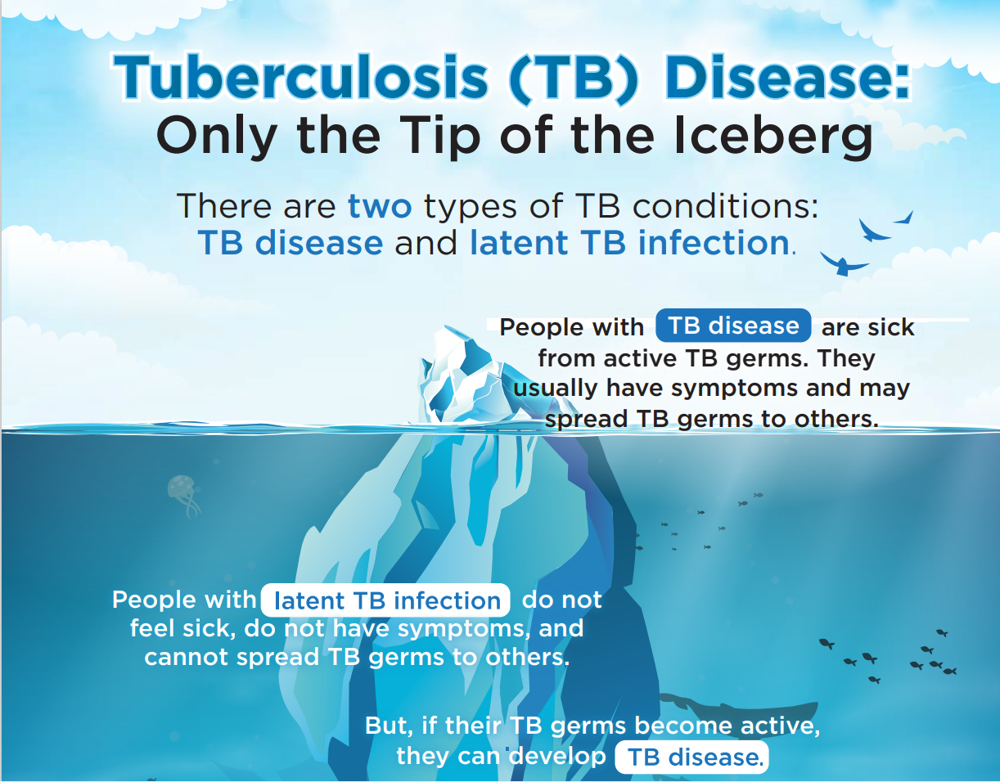 Tuberculosis (TB) Disease:
Only the Tip of the Iceberg
There are two types of TB conditions:
TB disease and latent TB infection.
People with TB disease are sick
from active TB germs. They
usually have symptoms and may
spread TB germs to others.
People with latent TB infection do not
feel sick, do not have symptoms, and
cannot spread TB germs to others.
But, if their TB germs become active,
they can develop TB disease.